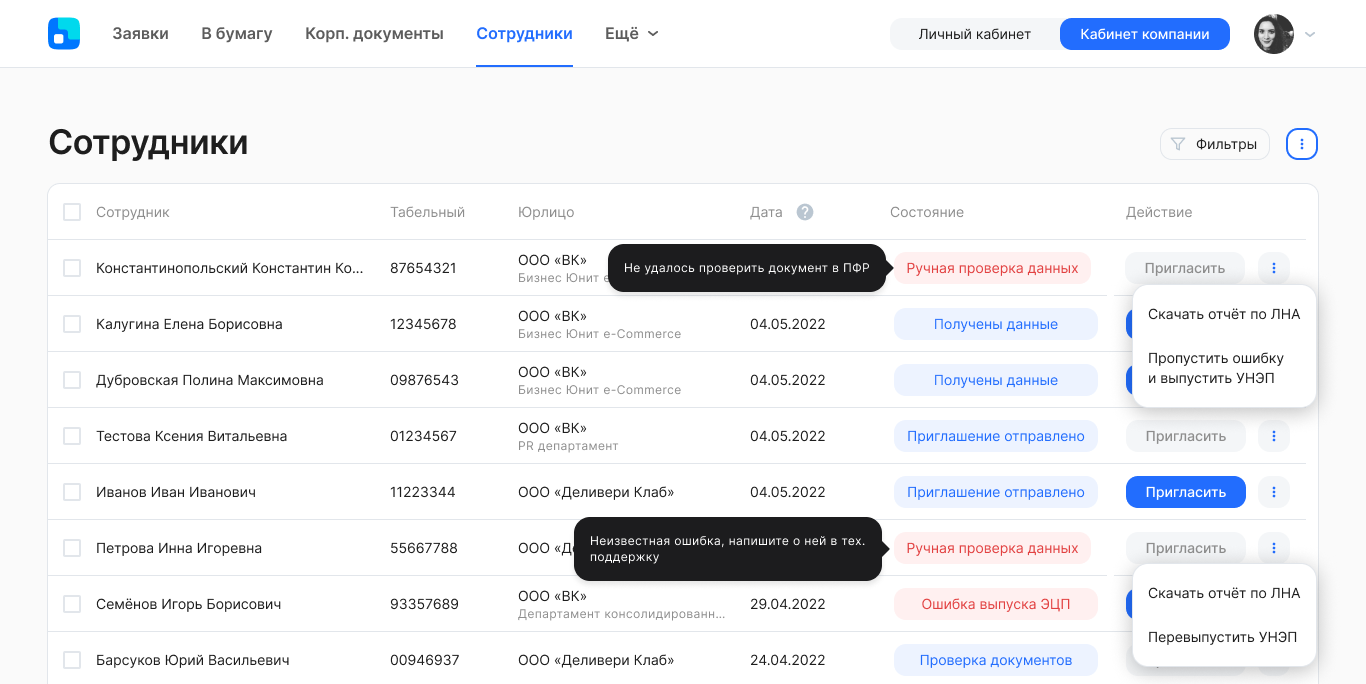 Заявки
В бумагу
Корп. документы
Сотрудники
Ещё
Личный кабинет
Кабинет компании
Сотрудники
Фильтры
Сотрудник
Табельный
Юрлицо
Дата
?
Состояние
Действие
Константинопольский Константин Ко...
87654321
ООО «ВК»
Бизнес Юнит e
Не удалось проверить документ в ПФР
Ручная проверка данных
Пригласить
Скачать отчёт по ЛНА
Пропустить ошибку
и выпустить УНЭП
Калугина Елена Борисовна
12345678
ООО «ВК»
Бизнес Юнит e-Commerce
04.05.2022
Получены данные
Дубровская Полина Максимовна
09876543
ООО «ВК»
Бизнес Юнит e-Commerce
04.05.2022
Получены данные
Тестова Ксения Витальевна
01234567
ООО «ВК»
PR департамент
04.05.2022
Приглашение отправлено
Пригласить
Иванов Иван Иванович
11223344
ООО «Деливери Клаб»
04.05.2022
Приглашение отправлено
Пригласить
Петрова Инна Игоревна
55667788
ООО
Неизвестная ошибка, напишите о ней в тех.
поддержку
Ручная проверка данных
Пригласить
Скачать отчёт по ЛНА
Перевыпустить УНЭП
Семёнов Игорь Борисович
93357689
ООО «ВК»
Департамент консолидированн...
29.04.2022
Ошибка выпуска ЭЦП
Барсуков Юрий Васильевич
00946937
ООО «Деливери Клаб»
24.04.2022
Проверка документов